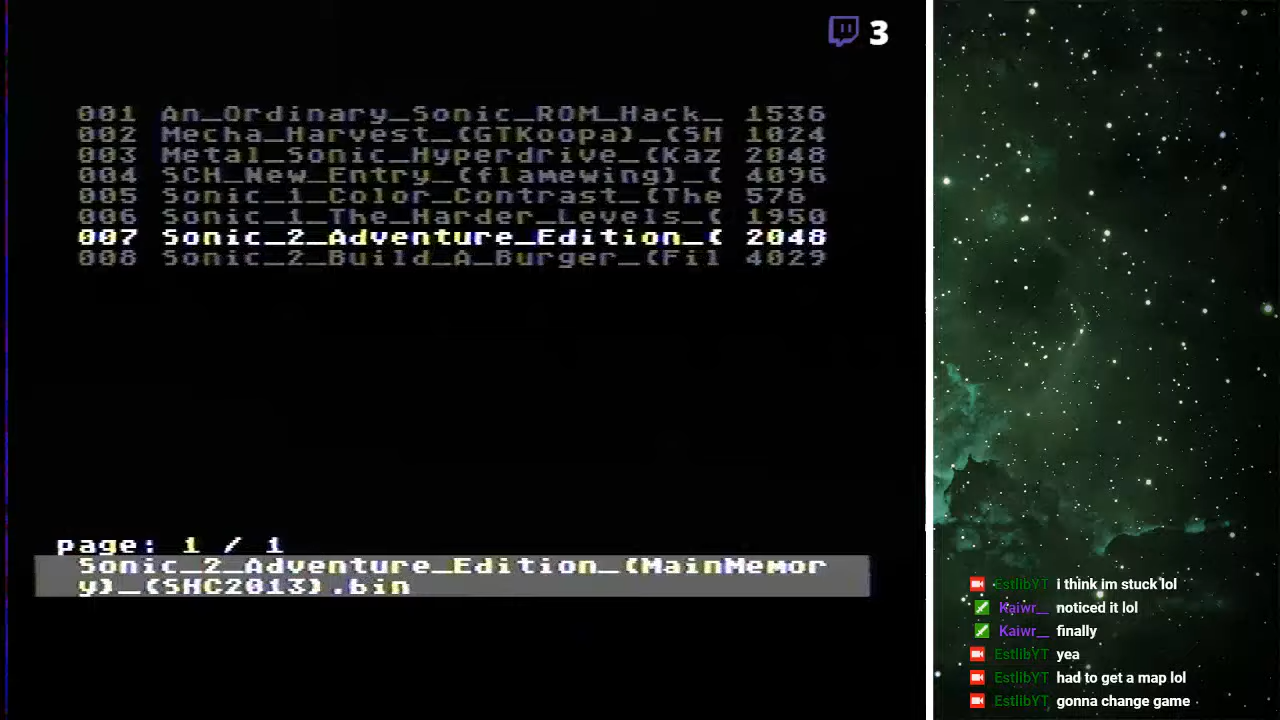 3
001 An_Ordinary_Sonic_ROM_Hack_ 1536
002 Mecha_Harvest_(GTKoopa)_(SH 1024
003 Metal_Sonic_Hyperdrive_(Kaz 2048
004 SCH_New_Entry_(flamewing)_( 4096
005 Sonic_1_Color_Contrast_(The 576
006 Sonic_1_The_Harder_Levels_( 1950
007 Sonic_2_Adventure_Edition_( 2048
008 Sonic_2_Build_A_Burger_(Fil 4029
page: 1 / 1
Sonic_2_Adventure_Edition_(MainMemor
y)_(SHC2013).bin
EstlibYT i think im stuck lol
Kaiwr__ noticed it lol
Kaiwr__ finally
EstlibYT yea
EstlibYT had to get a map lol
EstlibYT gonna change game